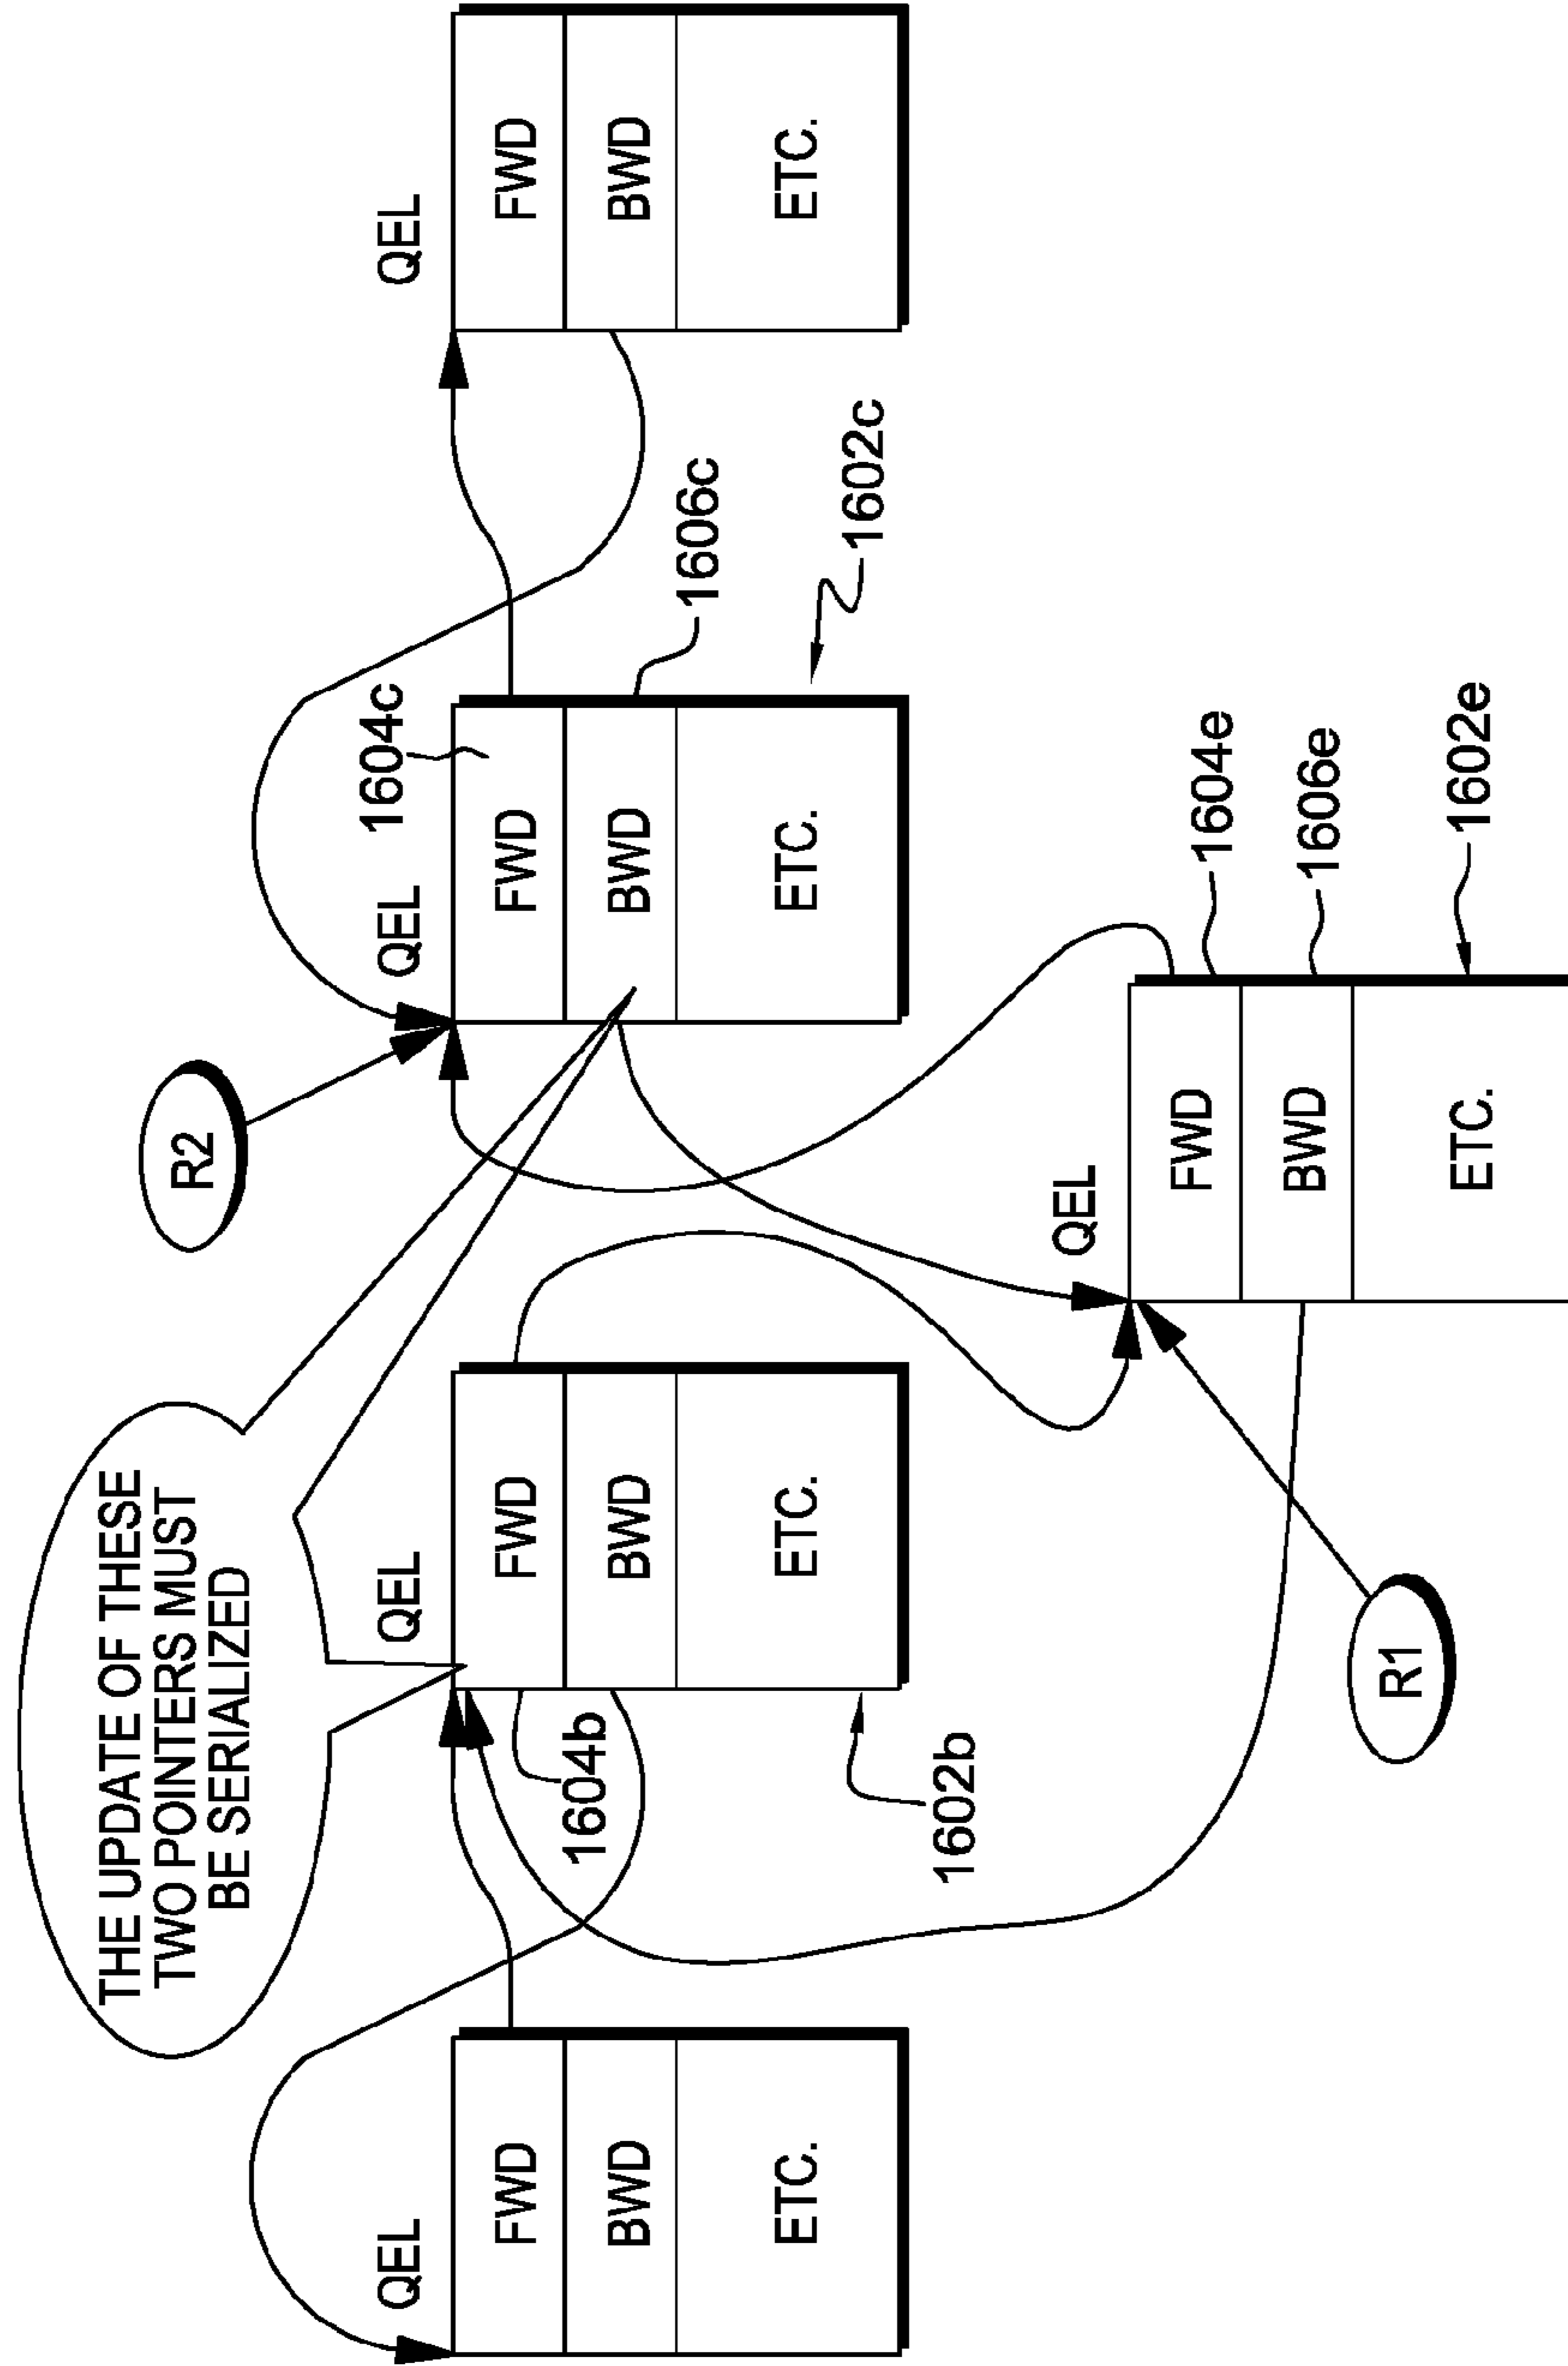 THE UPDATE OF THESE
TWO POINTERS MUST
BE SERIALIZED
R2
QEL
FWD
BWD
ETC.
QEL
FWD
BWD
ETC.
1604b
1602b
QEL
1604c
FWD
BWD
ETC.
1606c
1602c
QEL
FWD
BWD
ETC.
R1
QEL
FWD
BWD
ETC.
1604e
1606e
1602e